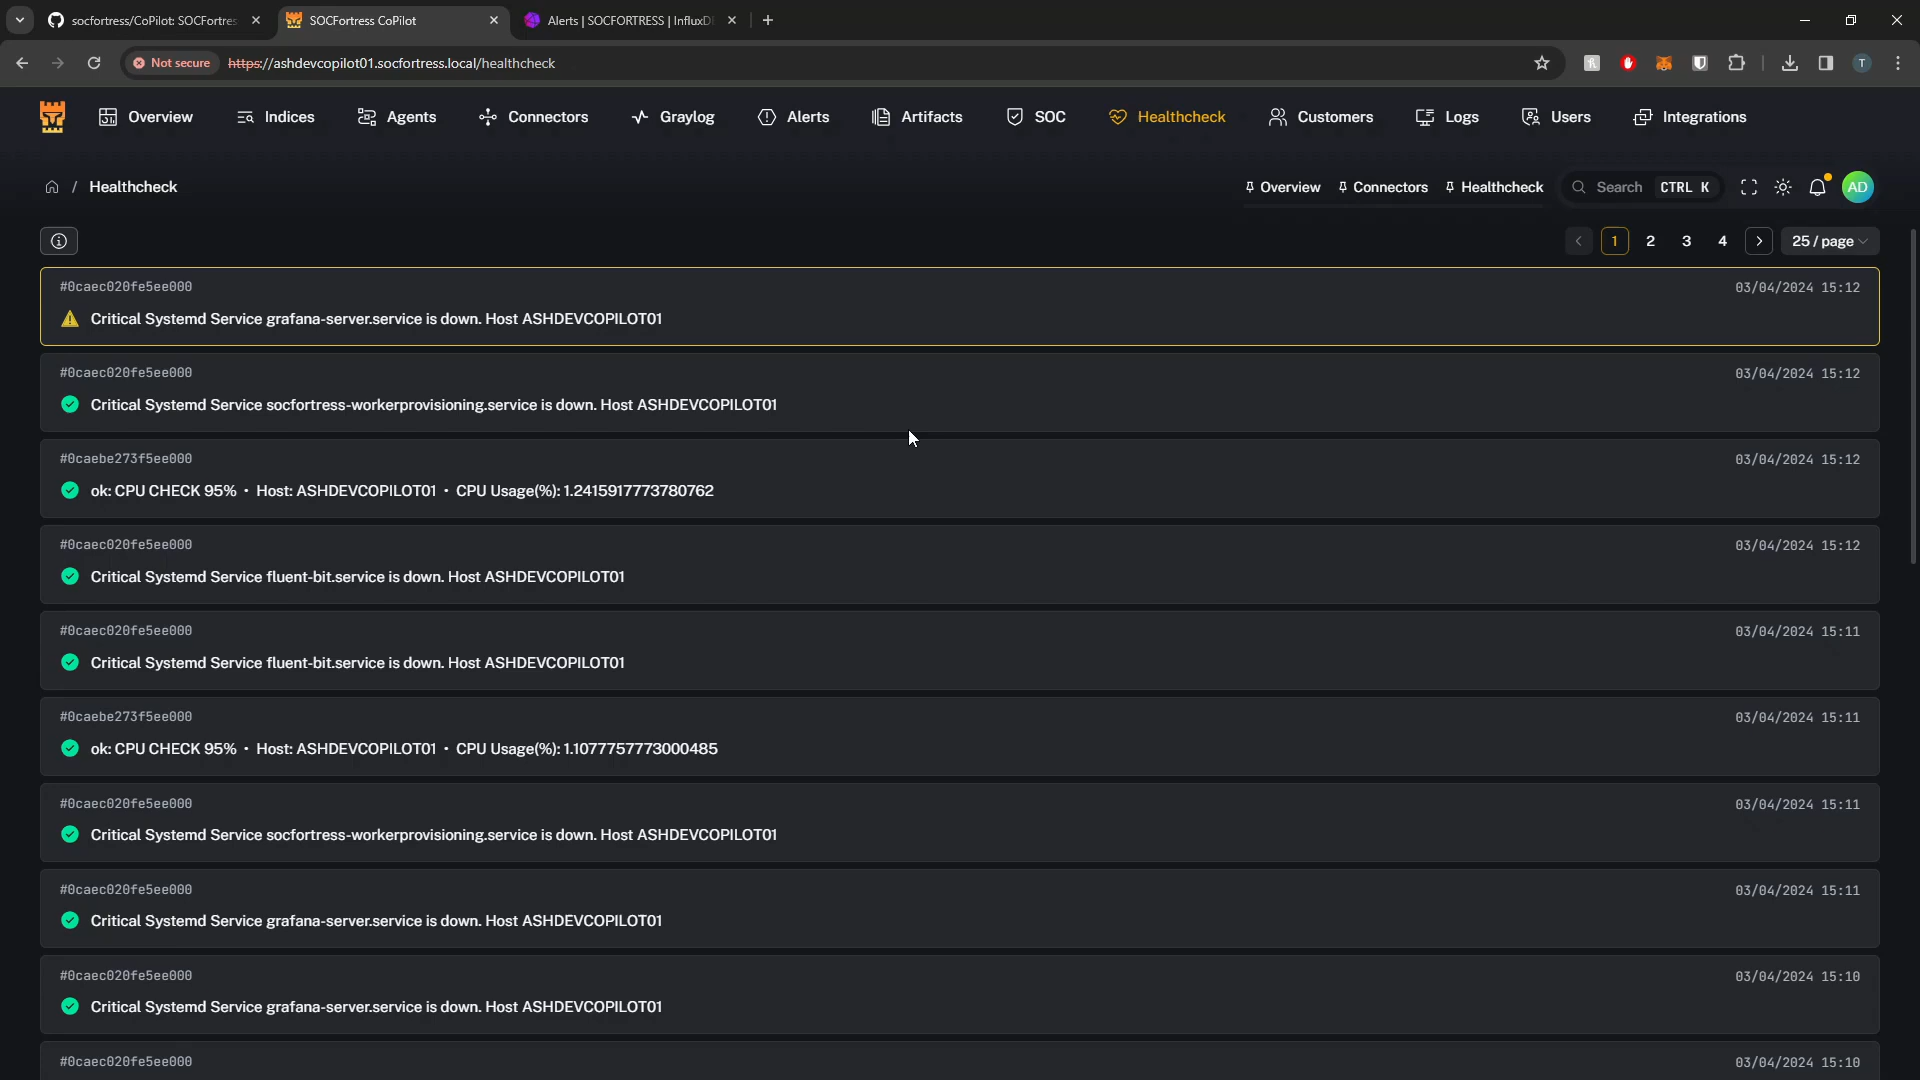 socfortress/CoPilot: SOCFortres
SOCFortress CoPilot
Alerts | SOCFORTRESS | InfluxD
Not secure https://ashdevcopilot01.socfortress.local/healthcheck
T
Overview Indices Agents Connectors Graylog Alerts Artifacts SOC Healthcheck Customers Logs Users Integrations
/ Healthcheck
Overview Connectors Healthcheck Search CTRL K AD
1 2 3 4 25 / page
#0caec020fe5ee000 03/04/2024 15:12
Critical Systemd Service grafana-server.service is down. Host ASHDEVCOPILOT01
#0caec020fe5ee000 03/04/2024 15:12
Critical Systemd Service socfortress-workerprovisioning.service is down. Host ASHDEVCOPILOT01
#0caebe273f5ee000 03/04/2024 15:12
ok: CPU CHECK 95% • Host: ASHDEVCOPILOT01 • CPU Usage(%): 1.2415917773780762
#0caec020fe5ee000 03/04/2024 15:12
Critical Systemd Service fluent-bit.service is down. Host ASHDEVCOPILOT01
#0caec020fe5ee000 03/04/2024 15:11
Critical Systemd Service fluent-bit.service is down. Host ASHDEVCOPILOT01
#0caebe273f5ee000 03/04/2024 15:11
ok: CPU CHECK 95% • Host: ASHDEVCOPILOT01 • CPU Usage(%): 1.1077757773000485
#0caec020fe5ee000 03/04/2024 15:11
Critical Systemd Service socfortress-workerprovisioning.service is down. Host ASHDEVCOPILOT01
#0caec020fe5ee000 03/04/2024 15:11
Critical Systemd Service grafana-server.service is down. Host ASHDEVCOPILOT01
#0caec020fe5ee000 03/04/2024 15:10
Critical Systemd Service grafana-server.service is down. Host ASHDEVCOPILOT01
#0caec020fe5ee000 03/04/2024 15:10